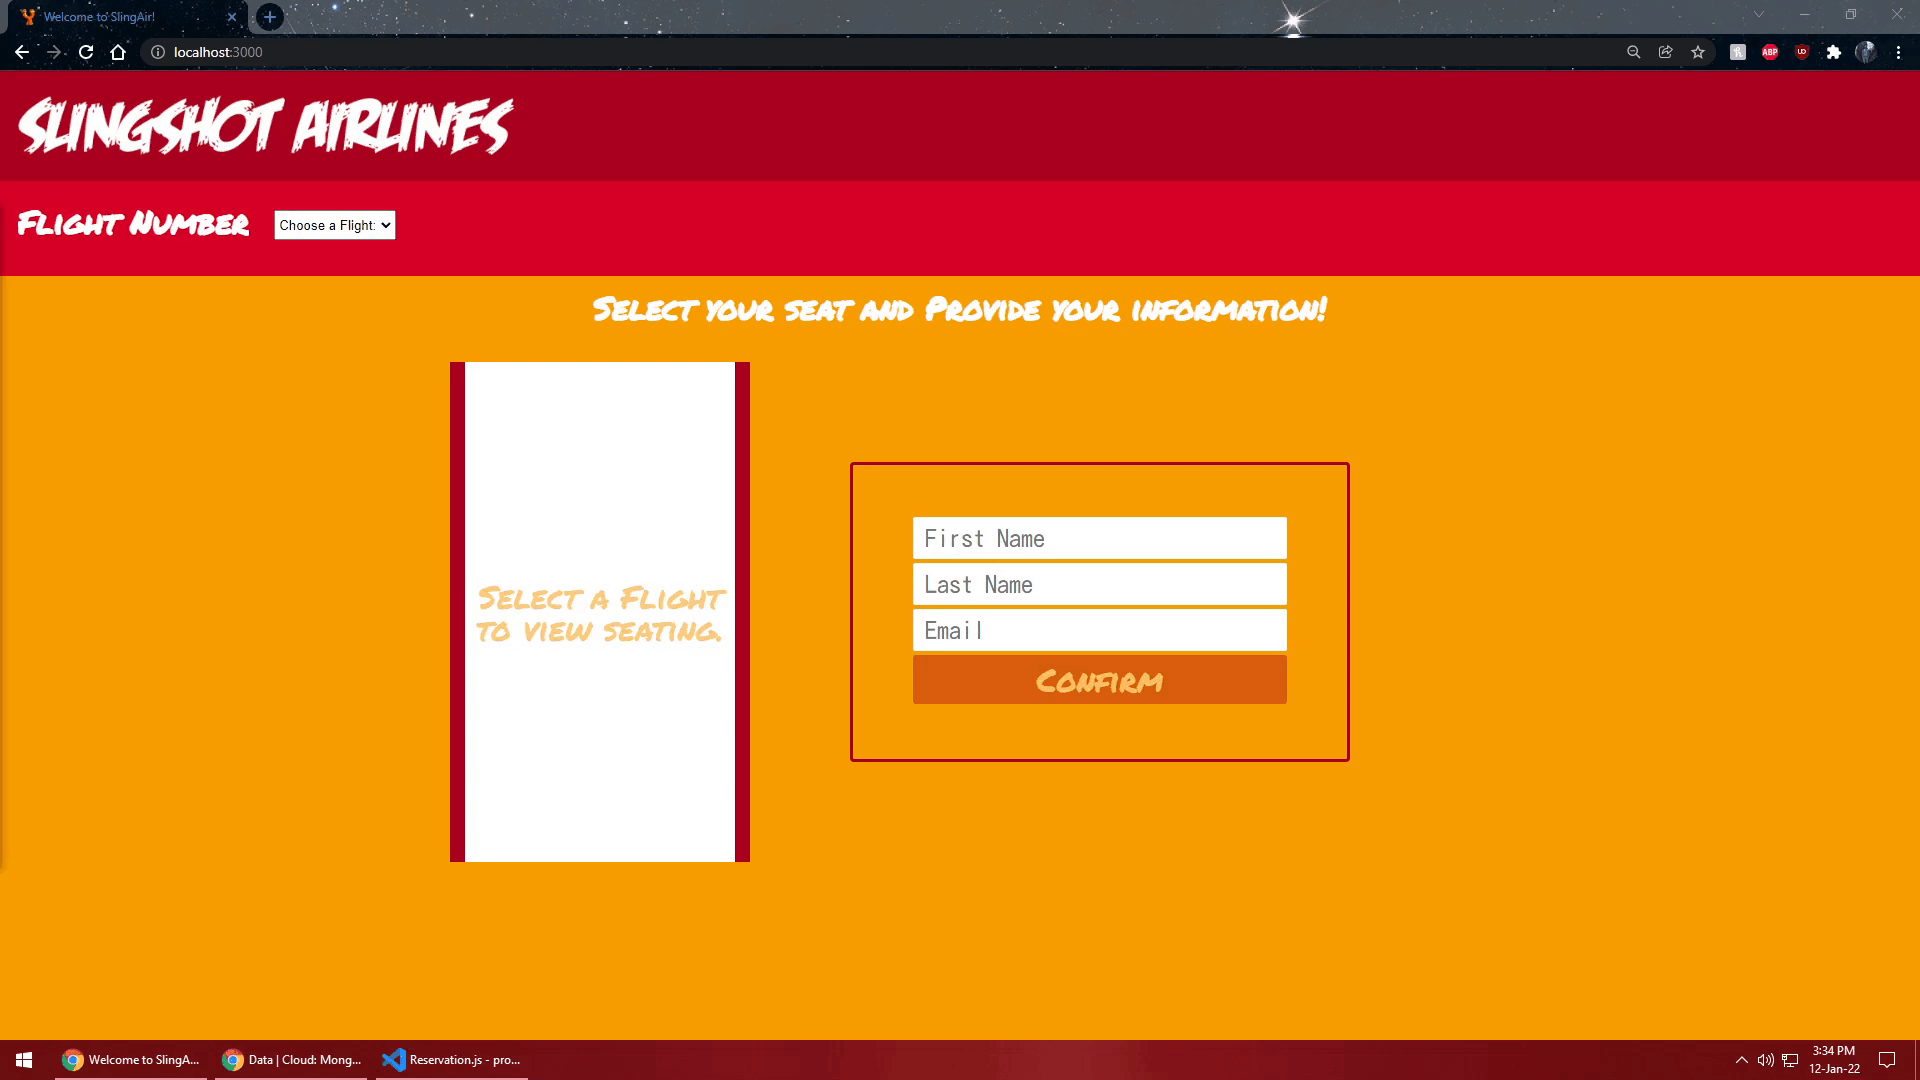 Welcome to SlingAir!
localhost:3000
ABP
UO
SLINGSHOT AIRLINES
Flight Number
Choose a Flight:
Select your seat and Provide your information!
Select a Flight
to view seating.
First Name
Last Name
Email
Confirm
Welcome to SlingA...
Data | Cloud: Mong...
Reservation.js - pro...
3:34 PM
12-Jan-22